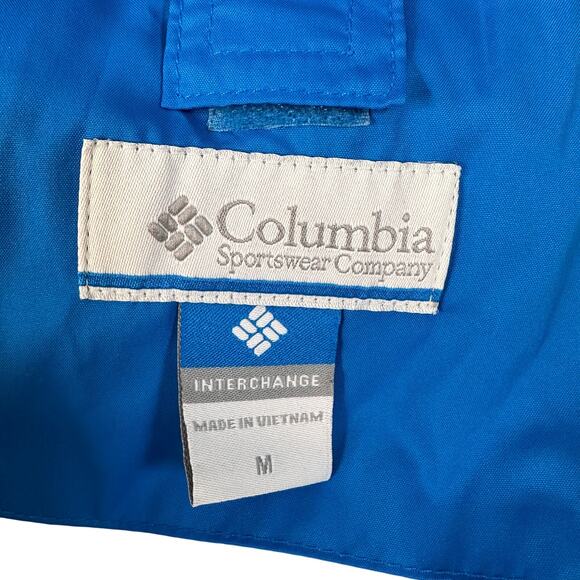 Columbia
Sportswear Company
INTERCHANGE
MADE IN VIETNAM
M